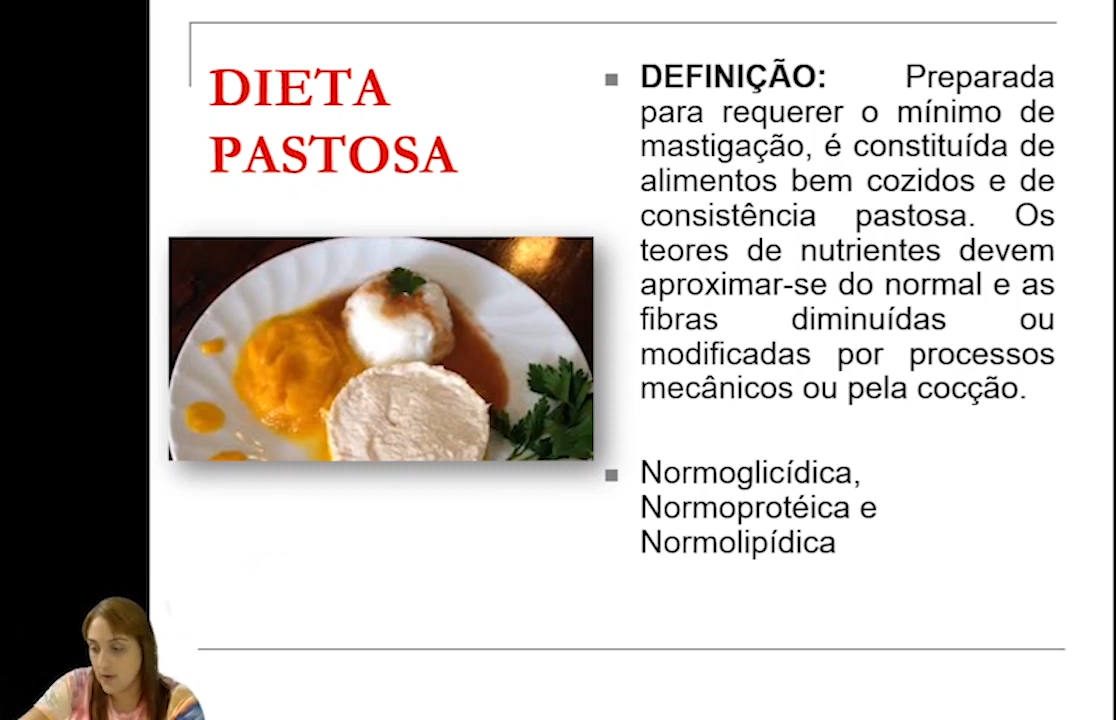 DIETA
PASTOSA
DEFINIÇÃO: Preparada
para requerer o mínimo de
mastigação, é constituída de
alimentos bem cozidos e de
consistência pastosa. Os
teores de nutrientes devem
aproximar-se do normal e as
fibras diminuídas ou
modificadas por processos
mecânicos ou pela cocção.
Normoglicídica,
Normoprotéica e
Normolipídica